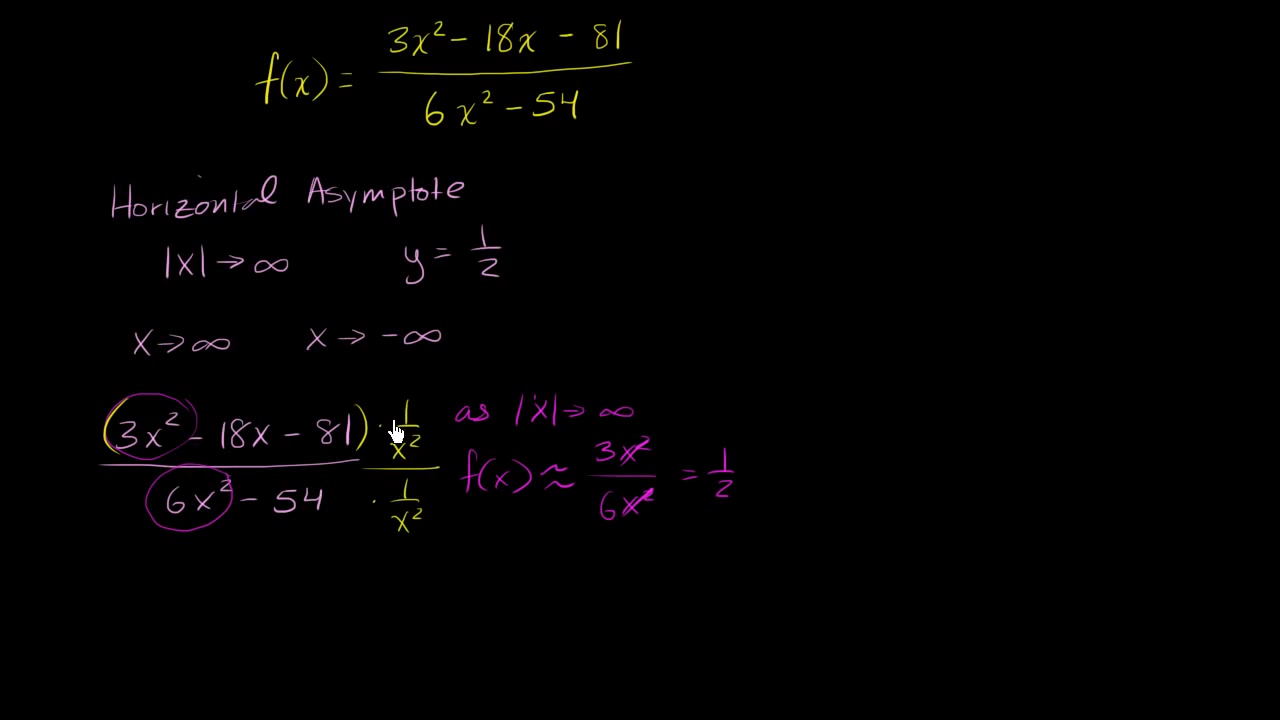 f(x) = (3x² - 18x - 81) / (6x² - 54)
Horizontal Asymptote
|x| → ∞ y = 1/2
x → ∞ x → -∞
(3x² - 18x - 81) · 1/x² as |x| → ∞
6x² - 54 · 1/x² f(x) ≈ 3x²/6x² = 1/2